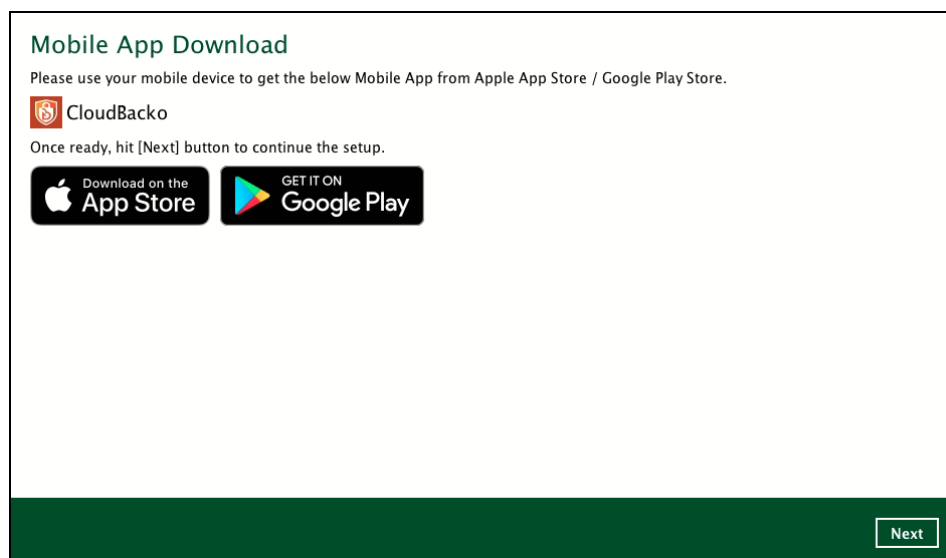 Mobile App Download
Please use your mobile device to get the below Mobile App from Apple App Store / Google Play Store.
CloudBacko
Once ready, hit [Next] button to continue the setup.
Download on the
App Store
GET IT ON
Google Play
Next